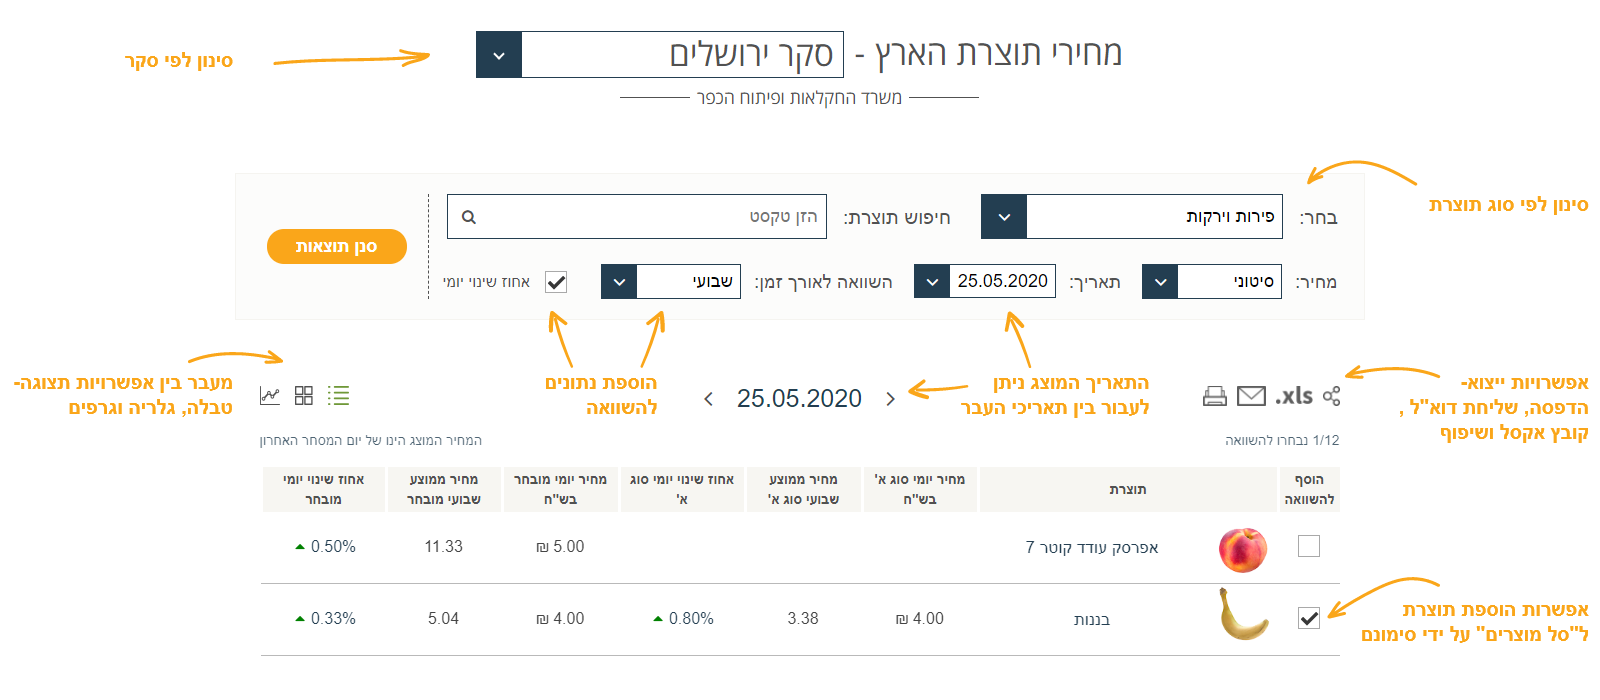 מחירי תוצרת הארץ - סקר ירושלים
סינון לפי סקר
משרד החקלאות ופיתוח הכפר
סינון לפי סוג תוצרת
בחר: פירות וירקות
חיפוש תוצרת: הזן טקסט
סנן תוצאות
מחיר: סיטוני
תאריך: 25.05.2020
השוואה לאורך זמן: שבועי
אחוז שינוי יומי
אפשרויות ייצוא-
הדפסה, שליחת דוא"ל ,
קובץ אקסל ושיפוף
התאריך המוצג ניתן
לעבור בין תאריכי העבר
הוספת נתונים
להשוואה
מעבר בין אפשרויות תצוגה-
טבלה, גלריה וגרפים
.xls
25.05.2020
1/12 נבחרו להשוואה
המחיר המוצג הינו של יום המסחר האחרון
הוסף
להשוואה
תוצרת
מחיר יומי סוג א'
בש"ח
מחיר ממוצע
שבועי סוג א'
אחוז שינוי יומי סוג
א'
מחיר יומי מובחר
בש"ח
מחיר ממוצע
שבועי מובחר
אחוז שינוי יומי
מובחר
אפרסק עודד קוטר 7 5.00 ₪ 11.33 0.50%
בננות 4.00 ₪ 3.38 0.80% 4.00 ₪ 5.04 0.33%
אפשרות הוספת תוצרת
ל"סל מוצרים" על ידי סימונם